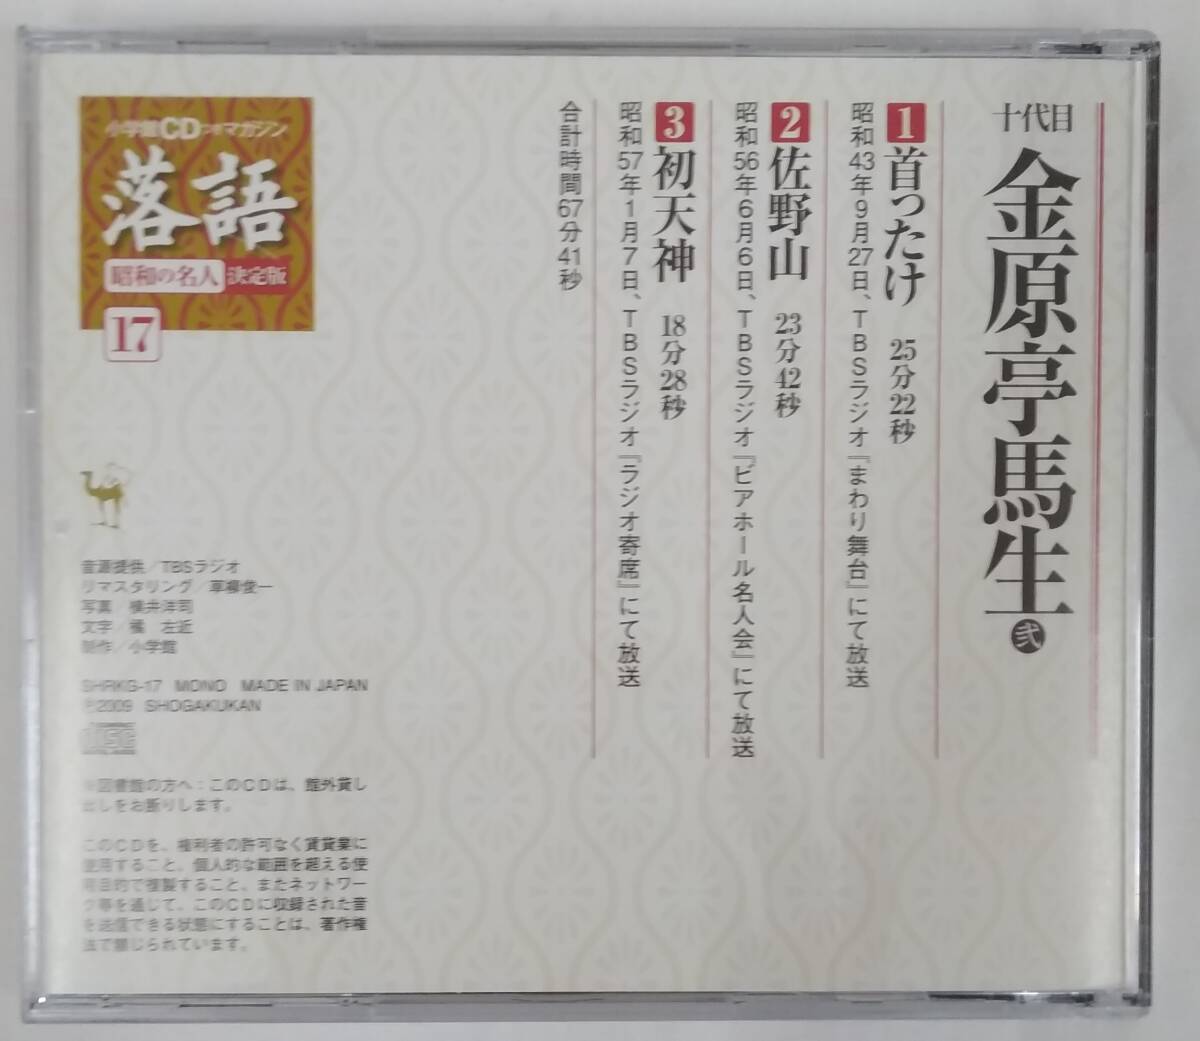 十代目
金原亭馬生 弐
1 首ったけ 25分22秒
昭和43年9月27日、TBSラジオ『まわり舞台』にて放送
2 佐野山 23分42秒
昭和56年6月6日、TBSラジオ『ビアホール名人会』にて放送
3 初天神 18分28秒
昭和57年1月7日、TBSラジオ『ラジオ寄席』にて放送
合計時間67分41秒
小学館CDつきマガジン
落語
昭和の名人 決定版
17
音源提供／TBSラジオ
リマスタリング／草柳俊一
写真／横井洋司
文字／橘 左近
制作／小学館
SHRKS-17 MONO MADE IN JAPAN
Ⓟ2009 SHOGAKUKAN
※図書館の方へ：このCDは、館外貸し
出しをお断りします。
このCDを、権利者の許可なく賃貸業に
使用すること、個人的な範囲を超える使
用目的で複製すること、またネットワー
ク等を通じて、このCDに収録された音
を送信できる状態にすることは、著作権
法で禁じられています。